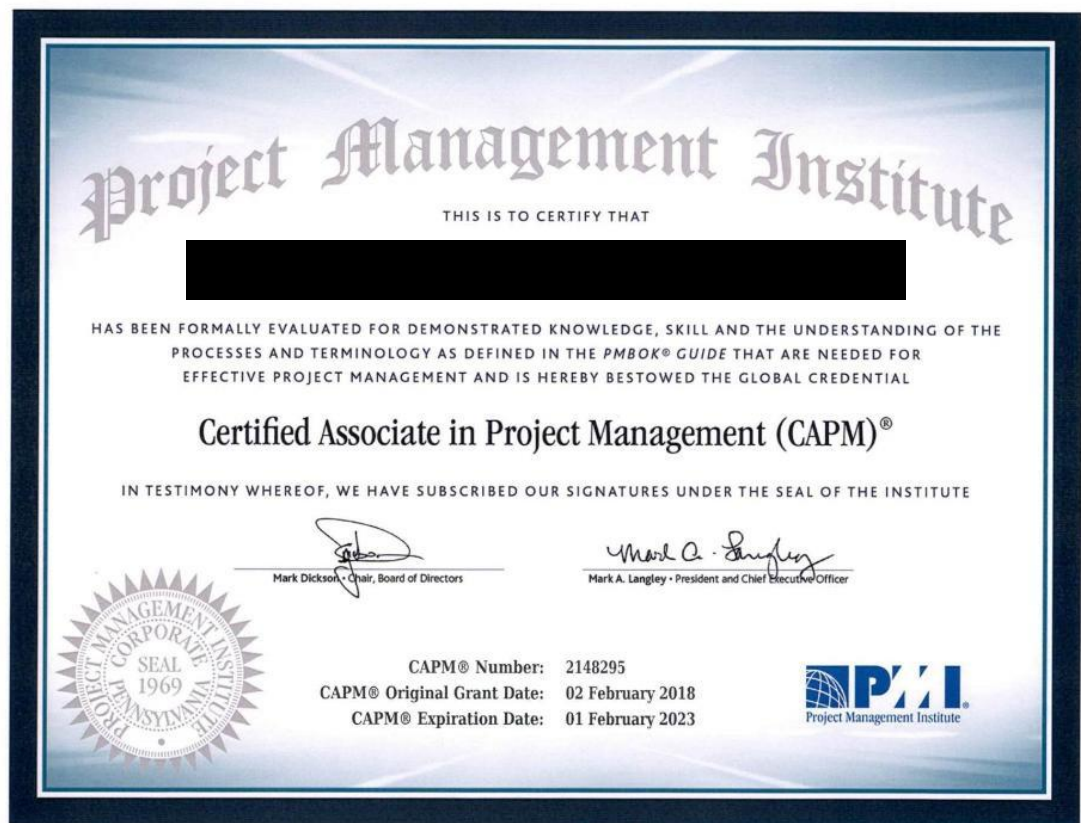 Project Management Institute
THIS IS TO CERTIFY THAT
HAS BEEN FORMALLY EVALUATED FOR DEMONSTRATED KNOWLEDGE, SKILL AND THE UNDERSTANDING OF THE
PROCESSES AND TERMINOLOGY AS DEFINED IN THE PMBOK® GUIDE THAT ARE NEEDED FOR
EFFECTIVE PROJECT MANAGEMENT AND IS HEREBY BESTOWED THE GLOBAL CREDENTIAL
Certified Associate in Project Management (CAPM)®
IN TESTIMONY WHEREOF, WE HAVE SUBSCRIBED OUR SIGNATURES UNDER THE SEAL OF THE INSTITUTE
Mark A. Langley
Mark Dickson • Chair, Board of Directors
Mark A. Langley • President and Chief Executive Officer
PROJECT MANAGEMENT INSTITUTE
CORPORATE
SEAL
1969
PENNSYLVANIA
CAPM® Number: 2148295
CAPM® Original Grant Date: 02 February 2018
CAPM® Expiration Date: 01 February 2023
PMI®
Project Management Institute